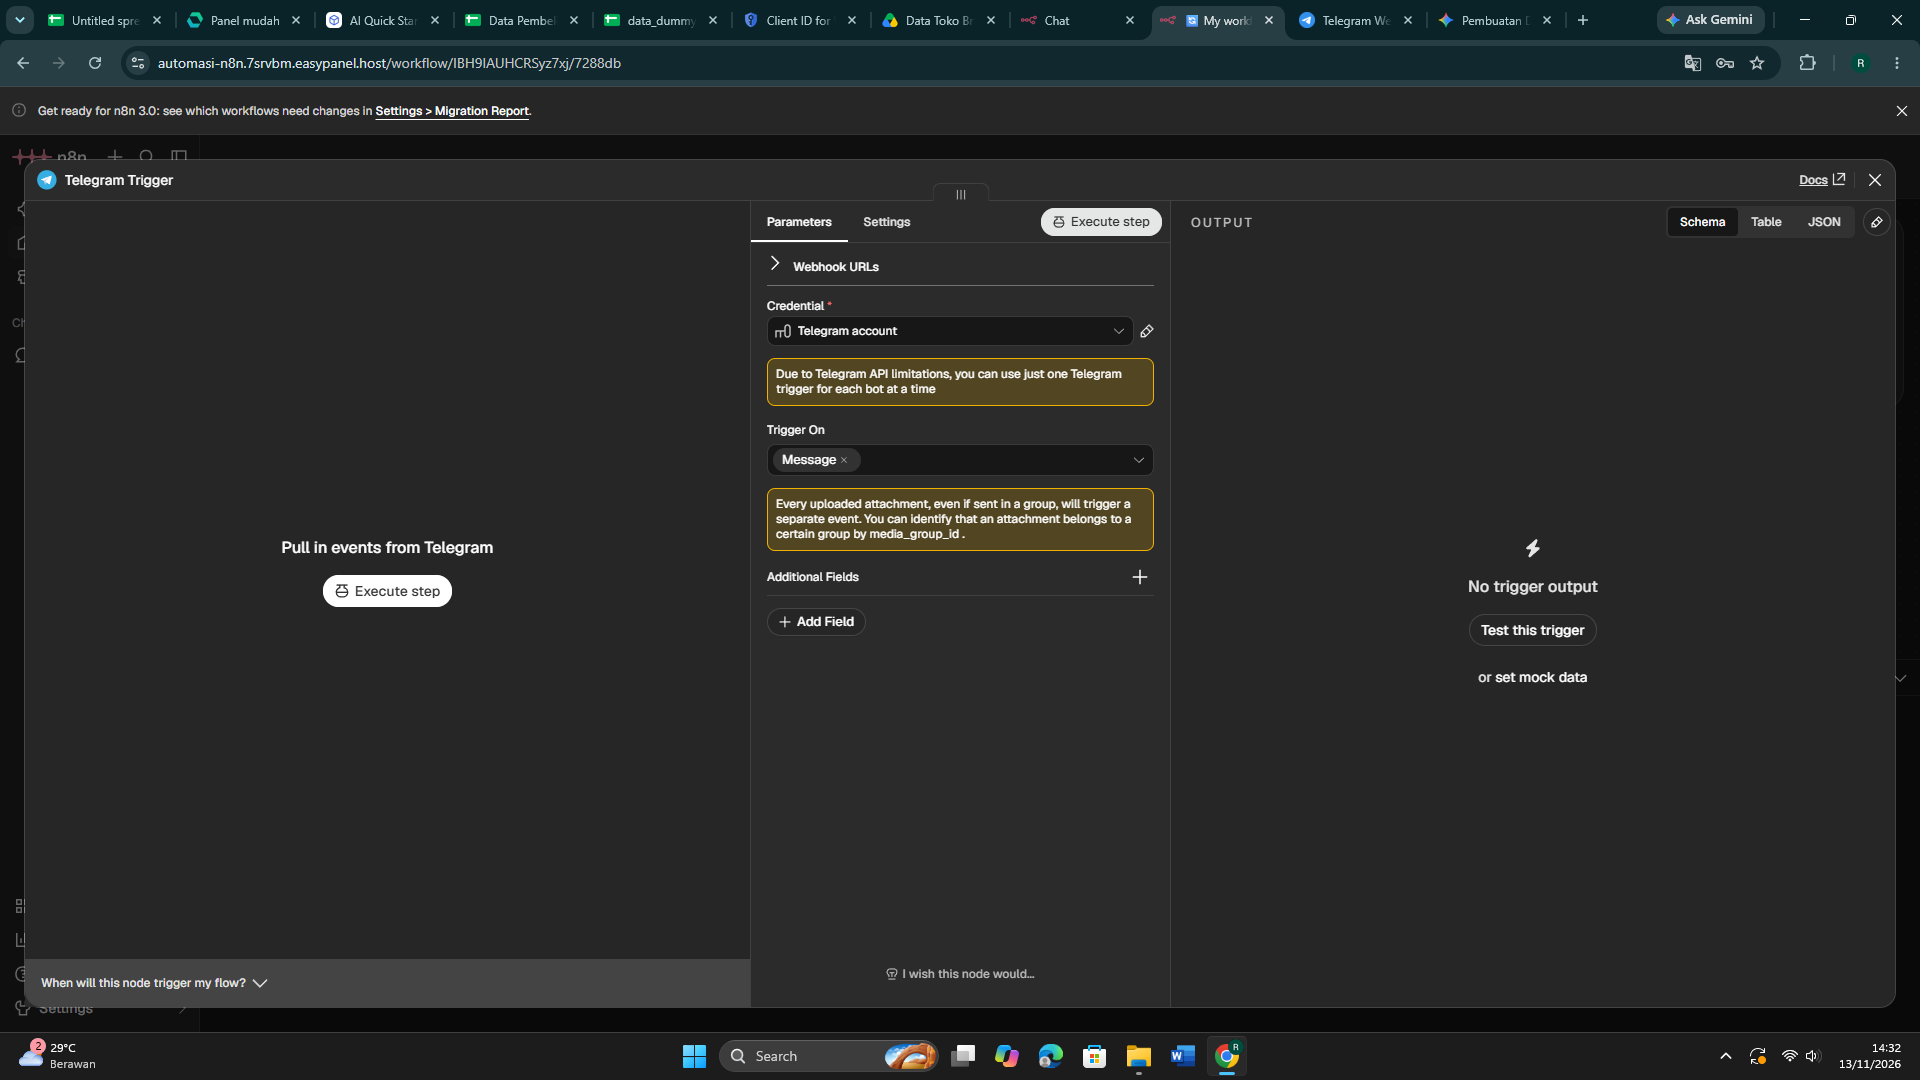 Untitled spre
Panel mudah
AI Quick Star
Data Pembel
data_dummy
Client ID for
Data Toko Br
Chat
My work
Telegram We
Pembuatan
Ask Gemini
automasi-n8n.7srvbm.easypanel.host/workflow/IBH9IAUHCRSyz7xj/7288db
R
Get ready for n8n 3.0: see which workflows need changes in Settings > Migration Report.
n8n
Telegram Trigger
Docs
Parameters
Settings
Execute step
OUTPUT
Schema
Table
JSON
Webhook URLs
Credential *
Telegram account
Due to Telegram API limitations, you can use just one Telegram
trigger for each bot at a time
Trigger On
Message
Every uploaded attachment, even if sent in a group, will trigger a
separate event. You can identify that an attachment belongs to a
certain group by media_group_id .
Pull in events from Telegram
Execute step
Additional Fields
Add Field
No trigger output
Test this trigger
or set mock data
I wish this node would...
When will this node trigger my flow?
Settings
2
29°C
Berawan
Search
R
14:32
13/11/2026